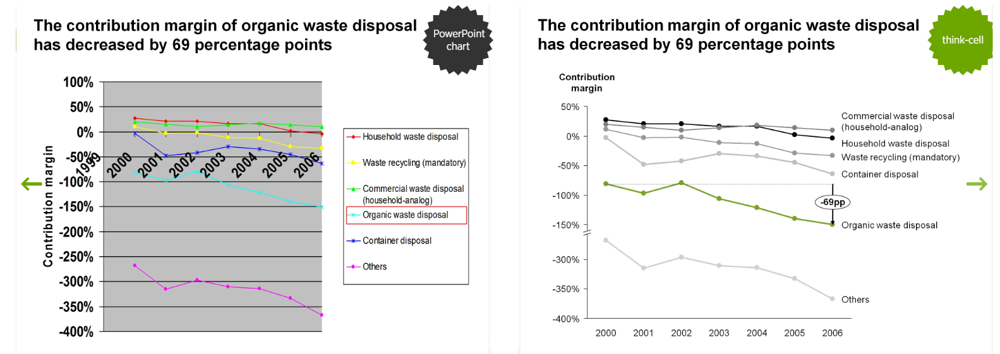 The contribution margin of organic waste disposal
has decreased by 69 percentage points
PowerPoint
chart
100%
50%
0%
-50%
-100%
-150%
-200%
-250%
-300%
-350%
-400%
Contribution margin
1999
2000
2001
2002
2003
2004
2005
2006
Household waste disposal
Waste recycling (mandatory)
Commercial waste disposal
(household-analog)
Organic waste disposal
Container disposal
Others
The contribution margin of organic waste disposal
has decreased by 69 percentage points
think-cell
Contribution
margin
50%
0%
-50%
-100%
-150%
-300%
-350%
-400%
Commercial waste disposal
(household-analog)
Household waste disposal
Waste recycling (mandatory)
Container disposal
-69pp
Organic waste disposal
Others
2000 2001 2002 2003 2004 2005 2006